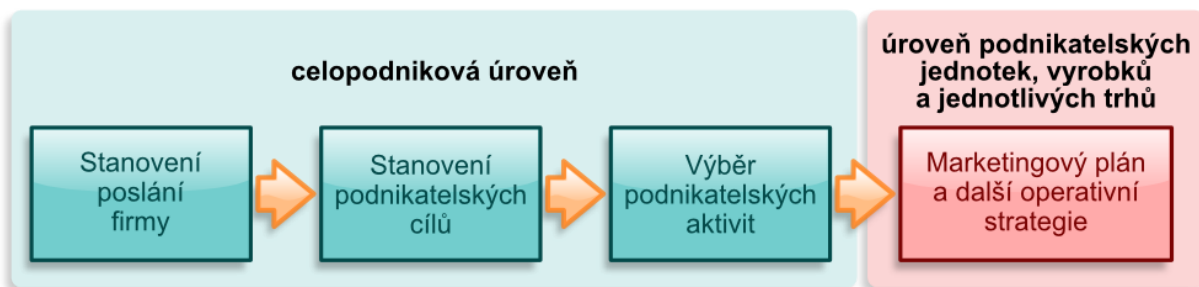 celopodniková úroveň
úroveň podnikatelských
jednotek, vyrobků
a jednotlivých trhů
Stanovení
poslání
firmy
Stanovení
podnikatelských
cílů
Výběr
podnikatelských
aktivit
Marketingový plán
a další operativní
strategie